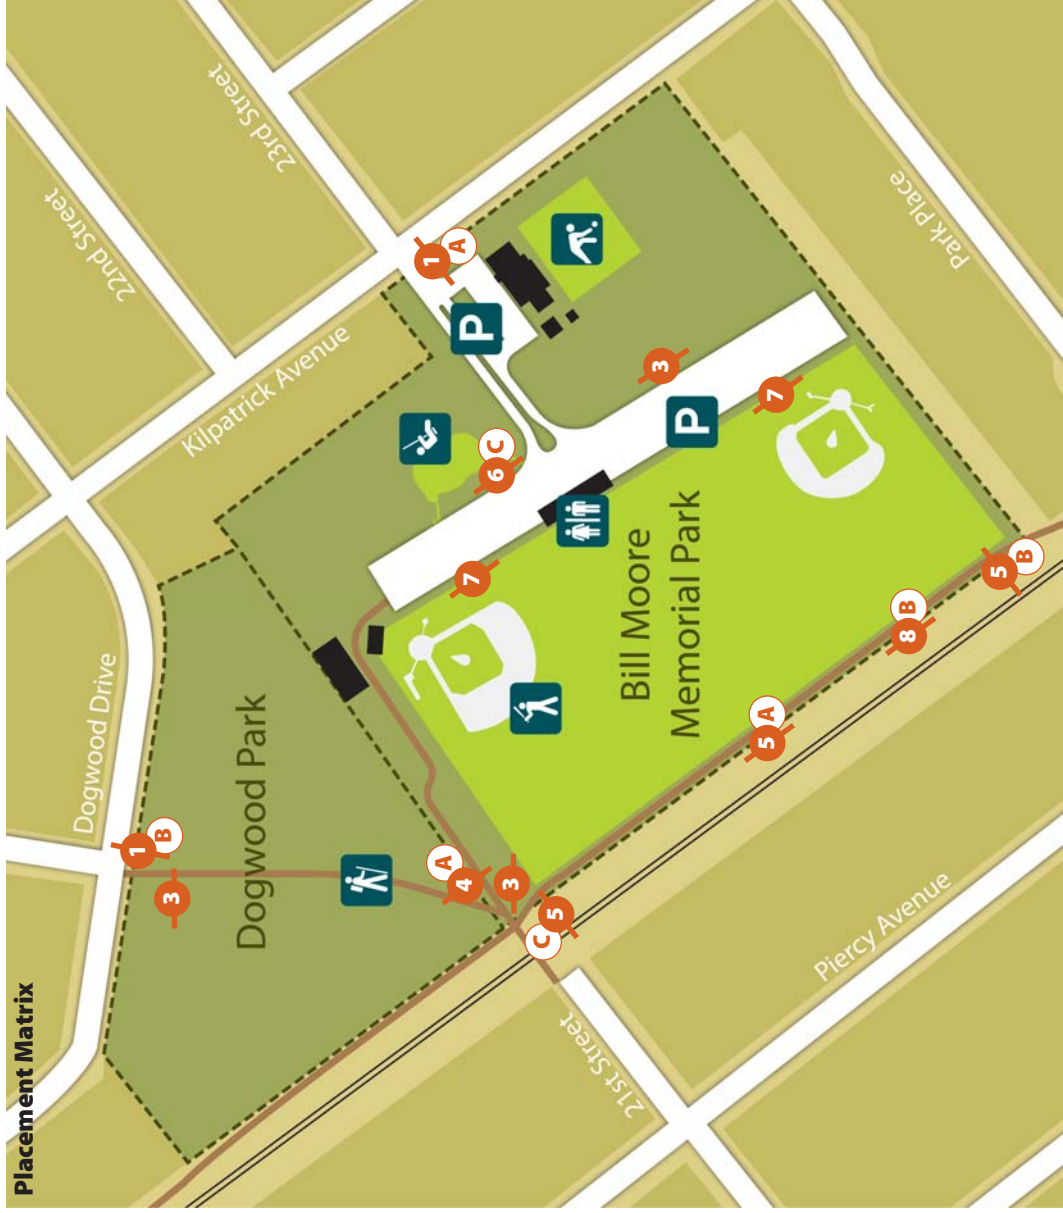 Placement Matrix
22nd Street
23rd Street
Kilpatrick Avenue
Dogwood Drive
Park Place
Dogwood Park
Bill Moore
Memorial Park
21st Street
Piercy Avenue
1 B
3
4 A
3
5 C
7
6 C
P
1 A
P
3
7
5 A
8 B
5 B